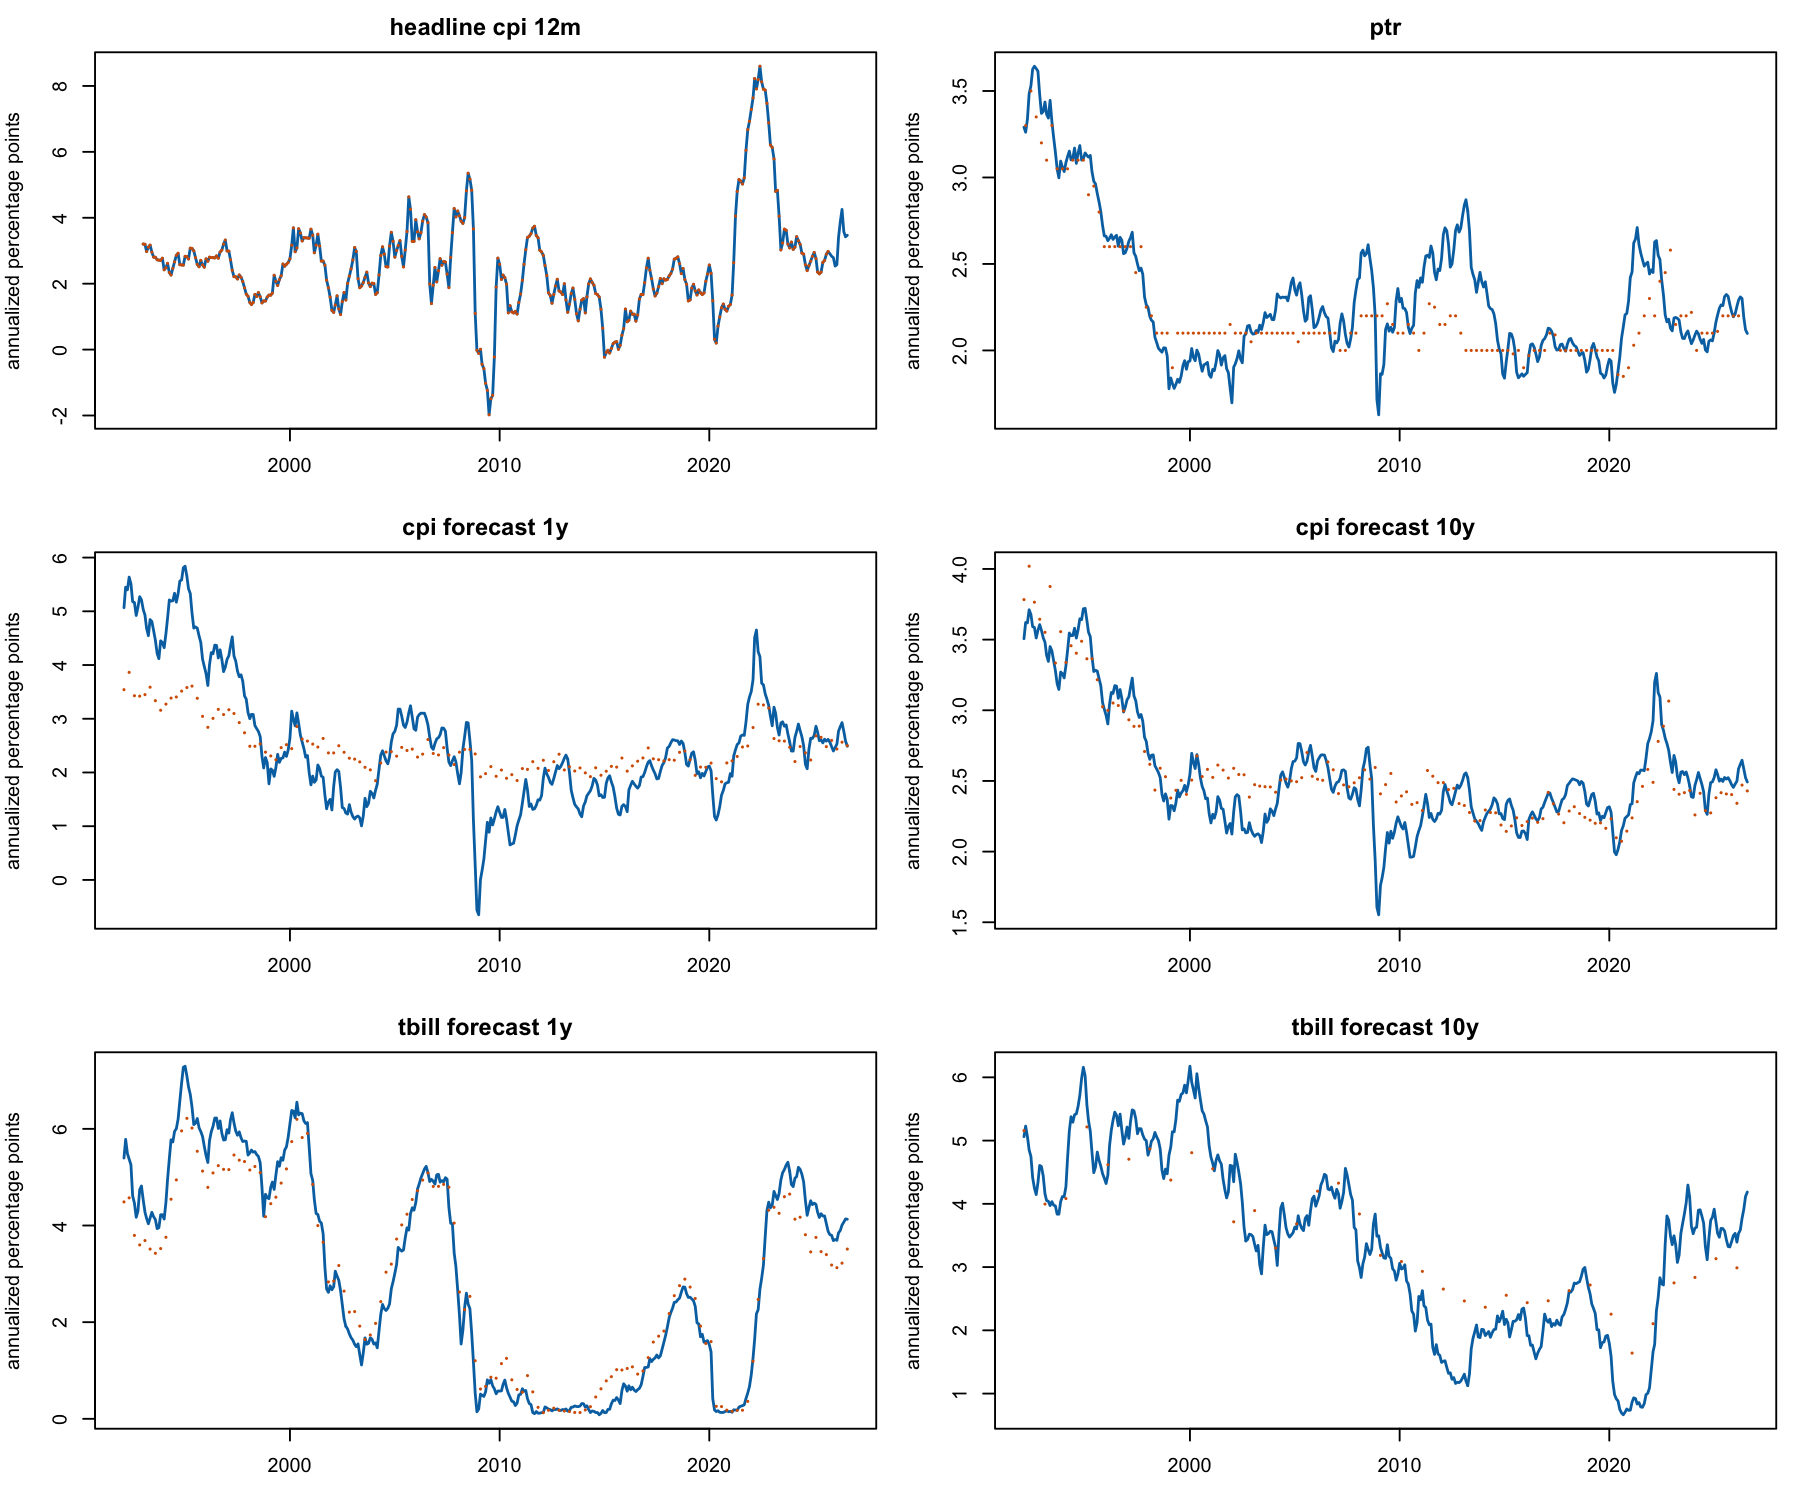 headline cpi 12m
annualized percentage points
8
6
4
2
0
-2
2000 2010 2020
ptr
annualized percentage points
3.5
3.0
2.5
2.0
2000 2010 2020
cpi forecast 1y
annualized percentage points
6
5
4
3
2
1
0
2000 2010 2020
cpi forecast 10y
annualized percentage points
4.0
3.5
3.0
2.5
2.0
1.5
2000 2010 2020
tbill forecast 1y
annualized percentage points
6
4
2
0
2000 2010 2020
tbill forecast 10y
annualized percentage points
6
5
4
3
2
1
2000 2010 2020